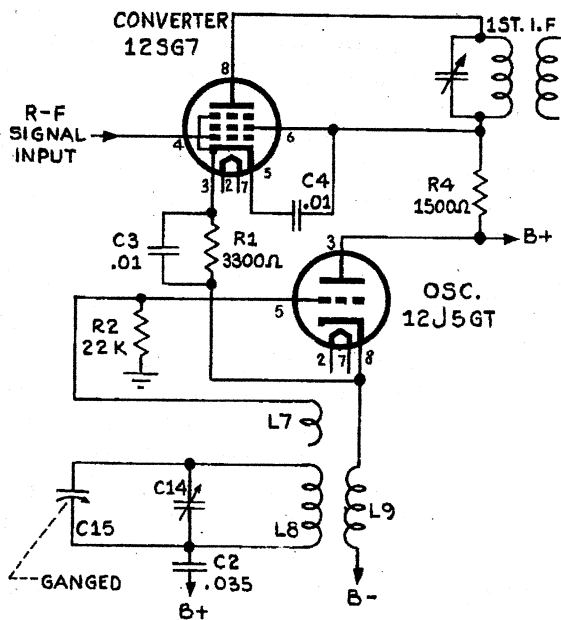 CONVERTER
12SG7
1ST. I.F
8
R-F
SIGNAL
INPUT
4
6
3
2
7
5
C4
.01
R4
1500Ω
B+
C3
.01
R1
3300Ω
3
5
OSC.
12J5GT
R2
22K
2
7
8
L7
C14
C15
L8
L9
GANGED
C2
.035
B+
B-